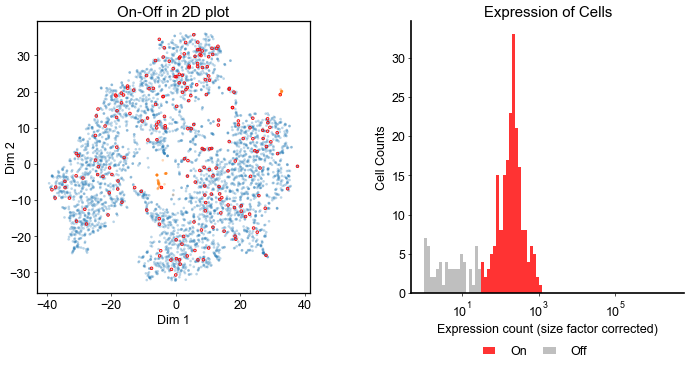 On-Off in 2D plot
Dim 2
30
20
10
0
−10
−20
−30
−40
−20
0
20
40
Dim 1
Expression of Cells
Cell Counts
30
25
20
15
10
5
0
10^1
10^3
10^5
Expression count (size factor corrected)
On
Off